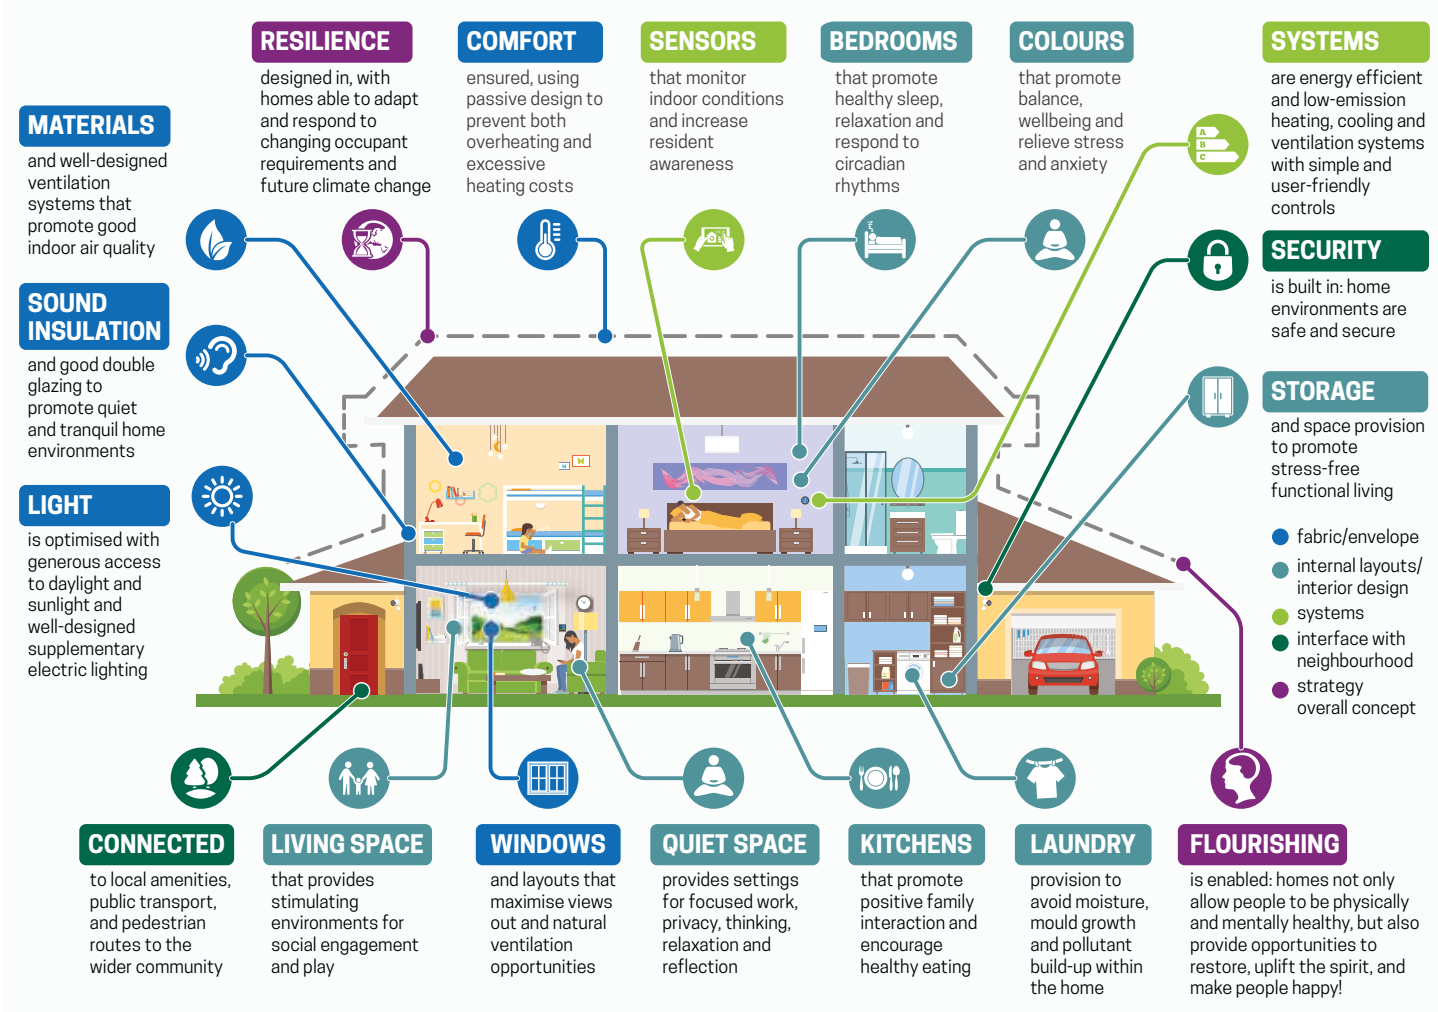 RESILIENCE
designed in, with
homes able to adapt
and respond to
changing occupant
requirements and
future climate change
COMFORT
ensured, using
passive design to
prevent both
overheating and
excessive
heating costs
SENSORS
that monitor
indoor conditions
and increase
resident
awareness
BEDROOMS
that promote
healthy sleep,
relaxation and
respond to
circadian
rhythms
COLOURS
that promote
balance,
wellbeing and
relieve stress
and anxiety
SYSTEMS
are energy efficient
and low-emission
heating, cooling and
ventilation systems
with simple and
user-friendly
controls
A
B
C
MATERIALS
and well-designed
ventilation
systems that
promote good
indoor air quality
SECURITY
is built in: home
environments are
safe and secure
SOUND
INSULATION
and good double
glazing to
promote quiet
and tranquil home
environments
STORAGE
and space provision
to promote
stress-free
functional living
LIGHT
is optimised with
generous access
to daylight and
sunlight and
well-designed
supplementary
electric lighting
fabric/envelope
internal layouts/
interior design
systems
interface with
neighbourhood
strategy
overall concept
CONNECTED
to local amenities,
public transport,
and pedestrian
routes to the
wider community
LIVING SPACE
that provides
stimulating
environments for
social engagement
and play
WINDOWS
and layouts that
maximise views
out and natural
ventilation
opportunities
QUIET SPACE
provides settings
for focused work,
privacy, thinking,
relaxation and
reflection
KITCHENS
that promote
positive family
interaction and
encourage
healthy eating
LAUNDRY
provision to
avoid moisture,
mould growth
and pollutant
build-up within
the home
FLOURISHING
is enabled: homes not only
allow people to be physically
and mentally healthy, but also
provide opportunities to
restore, uplift the spirit, and
make people happy!